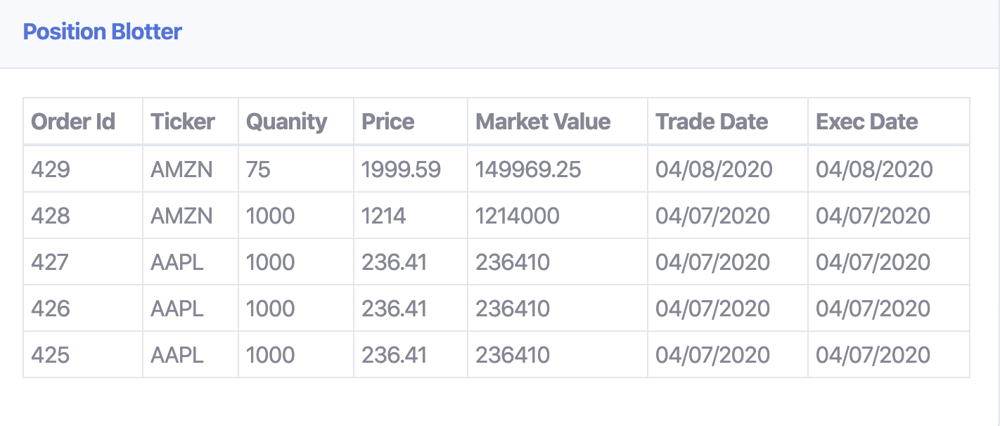 Position Blotter
Order Id Ticker Quanity Price Market Value Trade Date Exec Date
429 AMZN 75 1999.59 149969.25 04/08/2020 04/08/2020
428 AMZN 1000 1214 1214000 04/07/2020 04/07/2020
427 AAPL 1000 236.41 236410 04/07/2020 04/07/2020
426 AAPL 1000 236.41 236410 04/07/2020 04/07/2020
425 AAPL 1000 236.41 236410 04/07/2020 04/07/2020